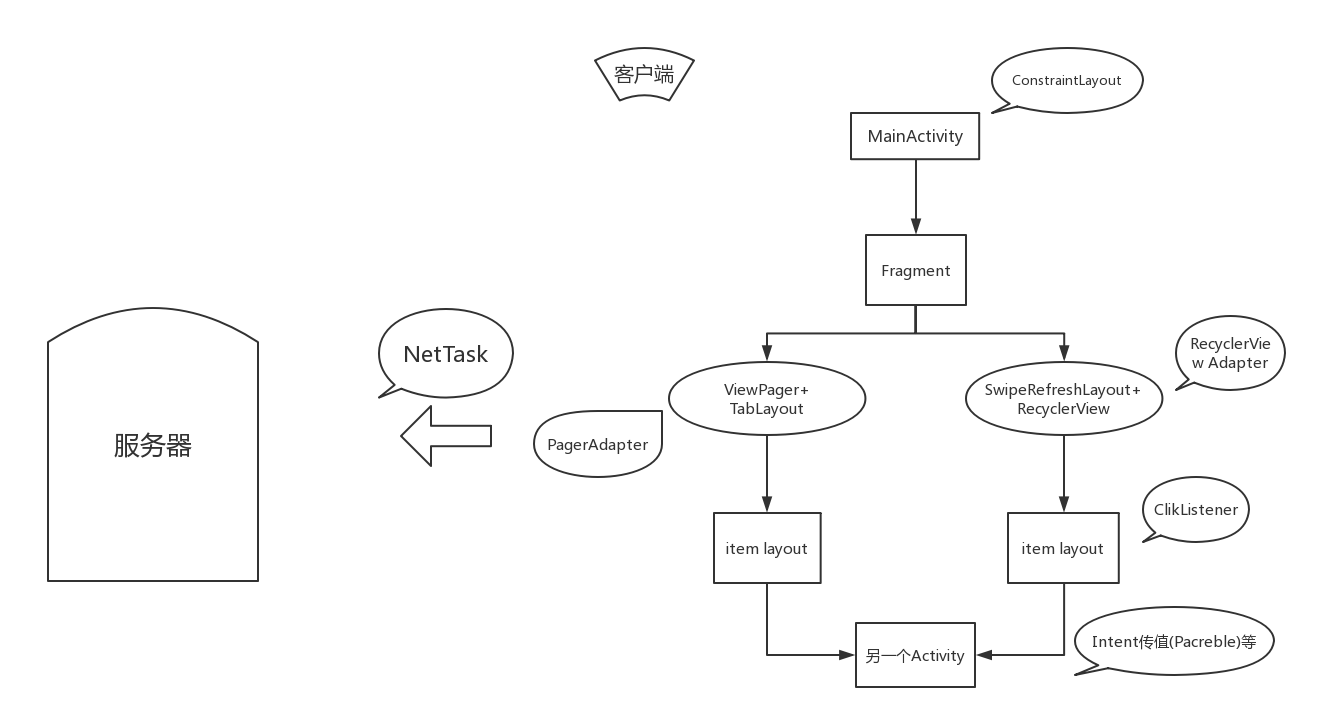 客户端
ConstraintLayout
MainActivity
Fragment
NetTask
RecyclerVie
w Adapter
ViewPager+
TabLayout
SwipeRefreshLayout+
RecyclerView
服务器
PagerAdapter
ClikListener
item layout
item layout
Intent传值(Pacreble)等
另一个Activity